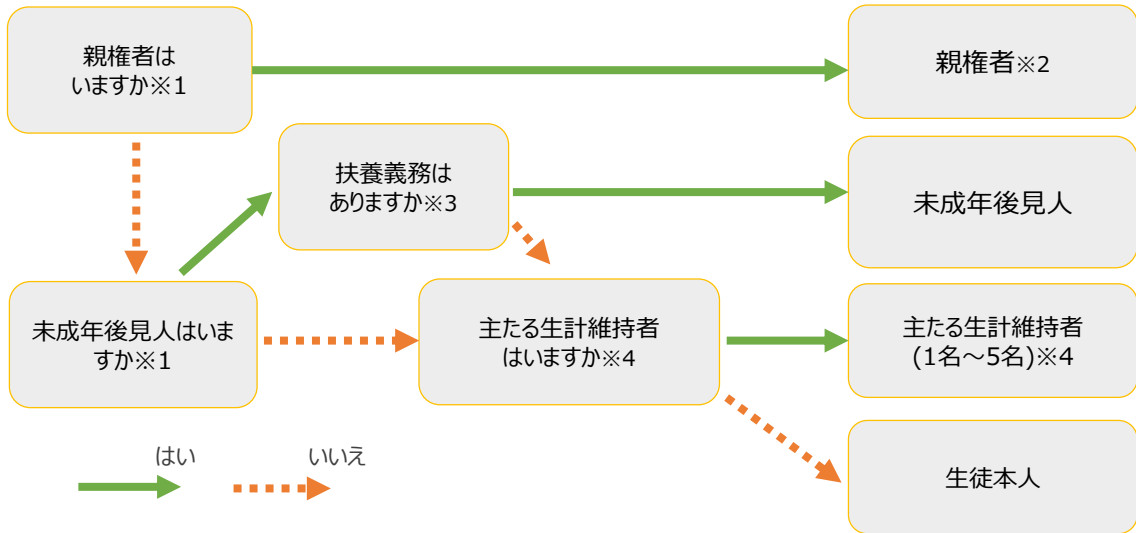 親権者は
いますか※1
親権者※2
扶養義務は
ありますか※3
未成年後見人
未成年後見人はいま
すか※1
主たる生計維持者
はいますか※4
主たる生計維持者
(1名～5名)※4
はい
いいえ
生徒本人